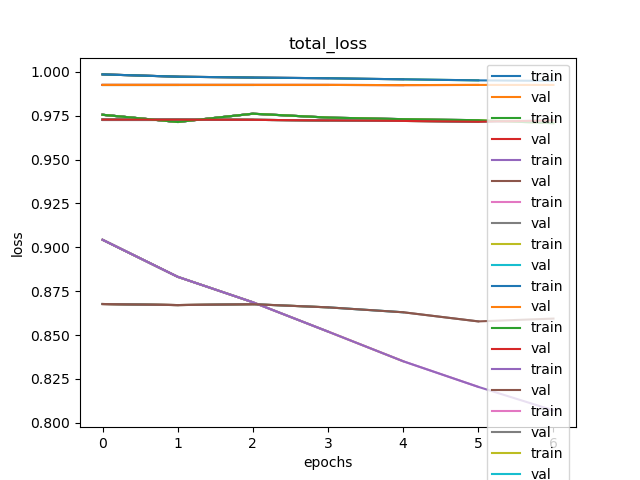 total_loss
loss
1.000
0.975
0.950
0.925
0.900
0.875
0.850
0.825
0.800
train
val
train
val
train
val
train
val
train
val
train
val
train
val
train
val
train
val
train
val
0 1 2 3 4 5 6
epochs